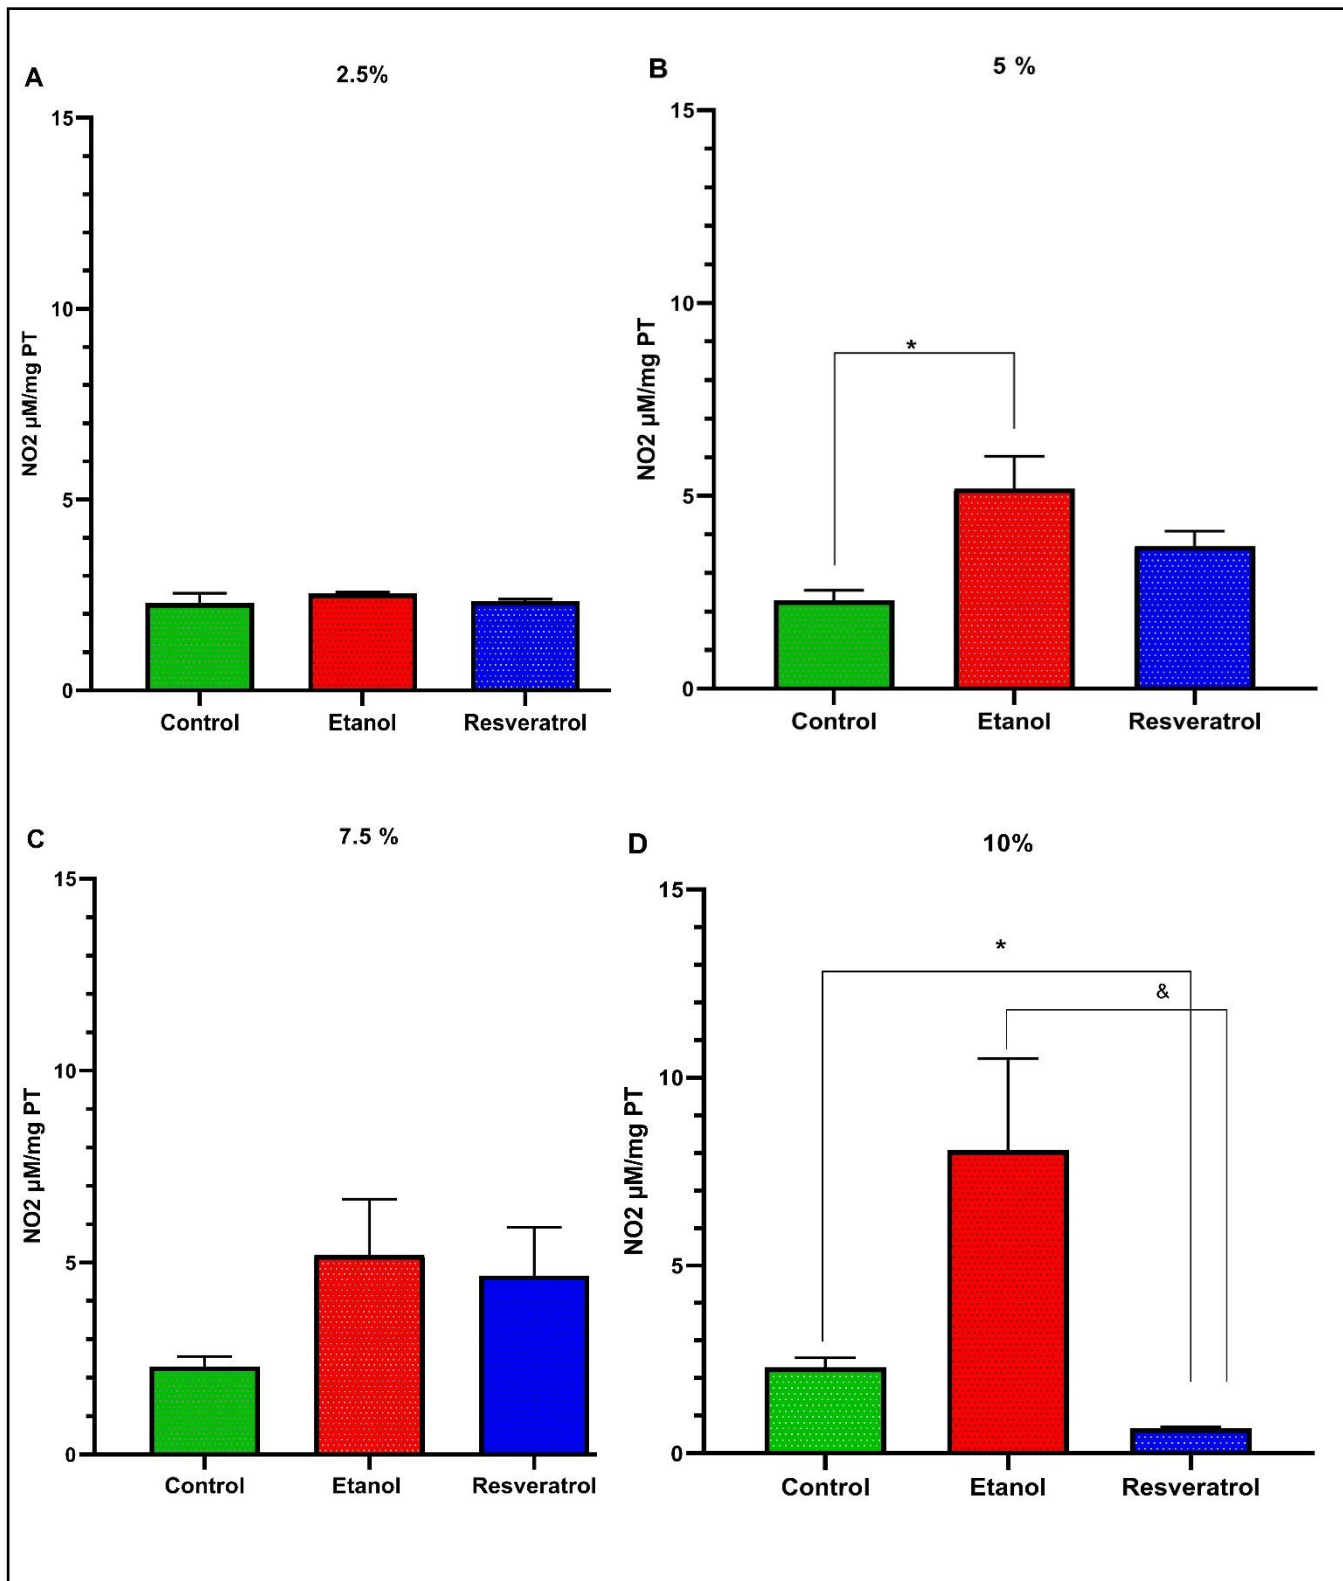 A
2.5%
15
10
5
0
NO2 µM/mg PT
Control Etanol Resveratrol
B
5 %
15
10
5
0
NO2 µM/mg PT
*
Control Etanol Resveratrol
C
7.5 %
15
10
5
0
NO2 µM/mg PT
Control Etanol Resveratrol
D
10%
15
10
5
0
NO2 µM/mg PT
*
&
Control Etanol Resveratrol